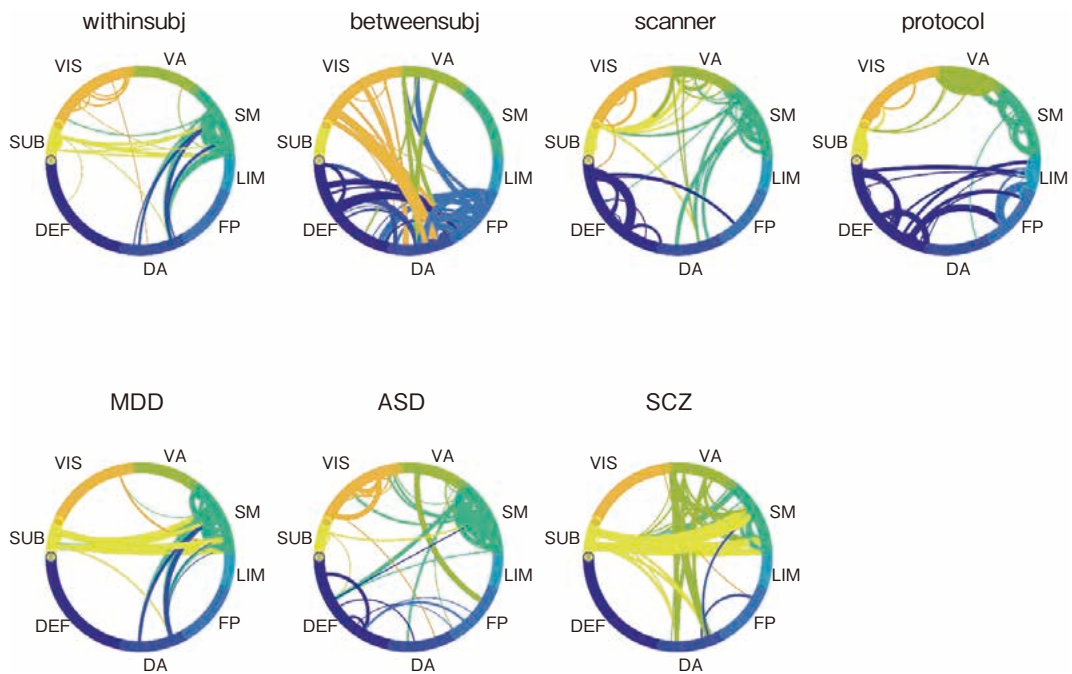 withinsubj betweensubj scanner protocol
VA VA VA VA
VIS VIS VIS VIS
SM SM SM SM
SUB SUB SUB SUB
LIM LIM LIM LIM
DEF FP DEF FP DEF FP DEF FP
DA DA DA DA
MDD ASD SCZ
VA VA VA
VIS VIS VIS
SM SM SM
SUB SUB SUB
LIM LIM LIM
DEF FP DEF FP DEF FP
DA DA DA